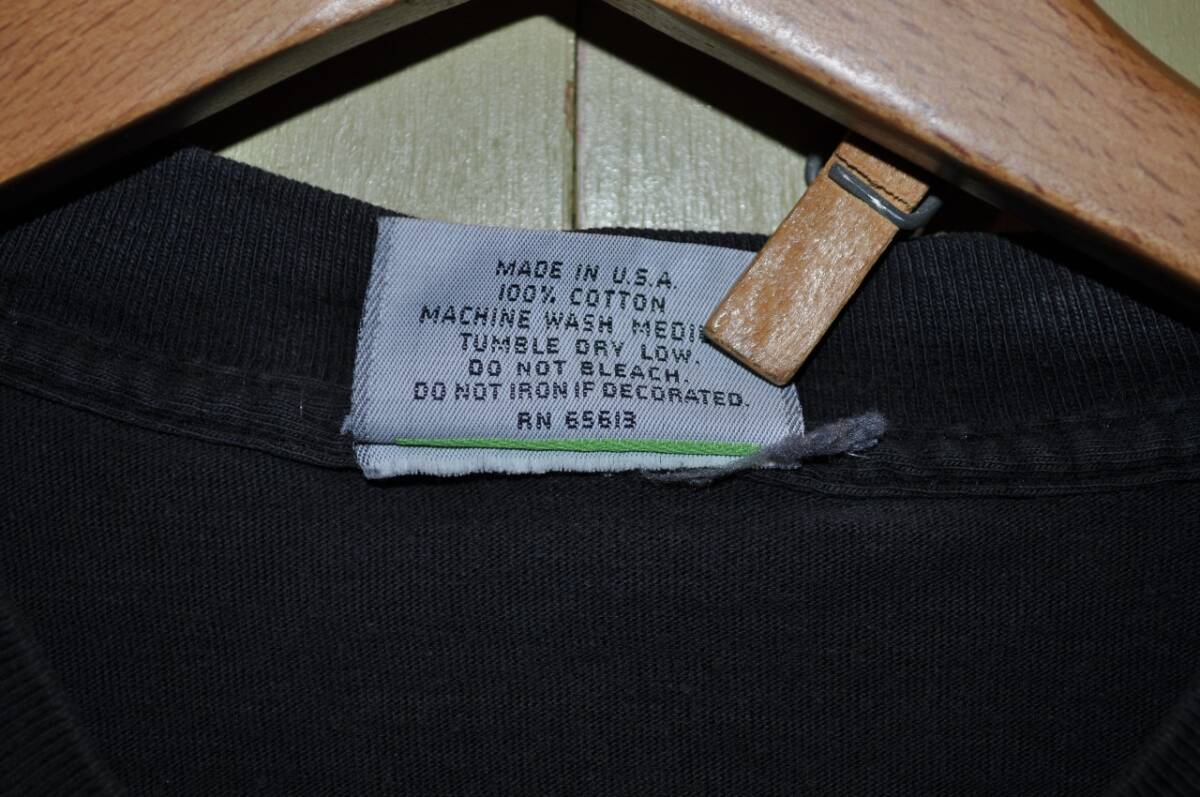 MADE IN U.S.A.
100% COTTON
MACHINE WASH
TUMBLE DRY LOW.
DO NOT BLEACH.
DO NOT IRON IF DECORATED.
RN 65613